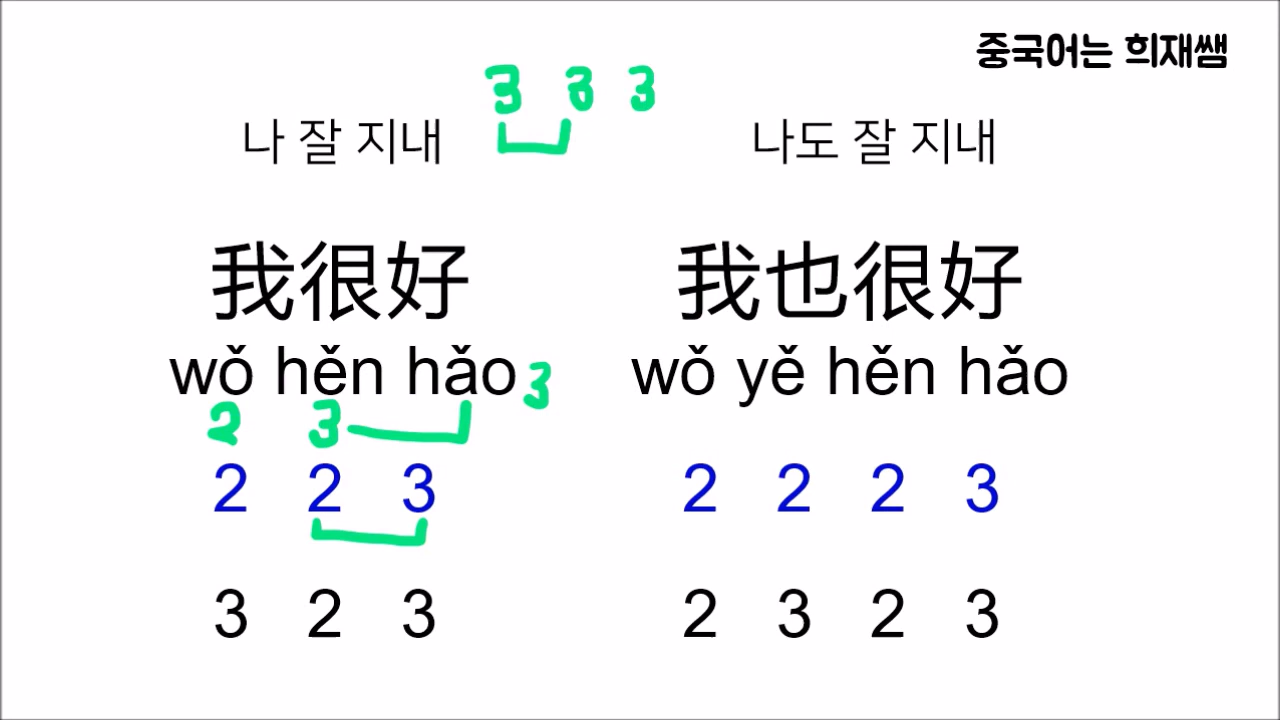 중국어는 희재쌤
3 3 3
나 잘 지내
나도 잘 지내
我很好
我也很好
wǒ hěn hǎo
wǒ yě hěn hǎo
2 3 3
2 2 3
2 2 2 3
3 2 3
2 3 2 3